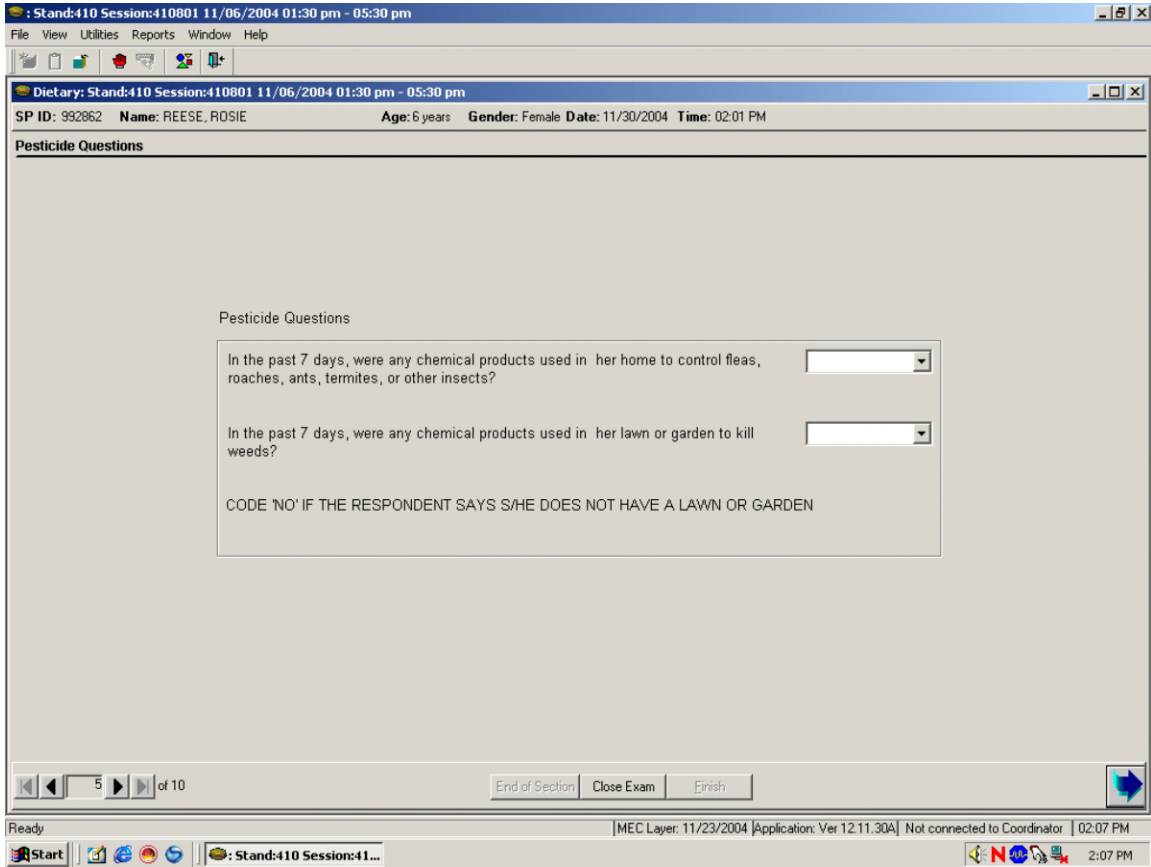 : Stand:410 Session:410801 11/06/2004 01:30 pm - 05:30 pm
File View Utilities Reports Window Help
Dietary: Stand:410 Session:410801 11/06/2004 01:30 pm - 05:30 pm
SP ID: 992862 Name: REESE, ROSIE Age: 6 years Gender: Female Date: 11/30/2004 Time: 02:01 PM
Pesticide Questions
Pesticide Questions
In the past 7 days, were any chemical products used in her home to control fleas,
roaches, ants, termites, or other insects?
In the past 7 days, were any chemical products used in her lawn or garden to kill
weeds?
CODE 'NO' IF THE RESPONDENT SAYS S/HE DOES NOT HAVE A LAWN OR GARDEN
5 of 10 End of Section Close Exam Finish
Ready MEC Layer: 11/23/2004 Application: Ver 12.11.30A Not connected to Coordinator 02:07 PM
Start : Stand:410 Session:41... N 2:07 PM